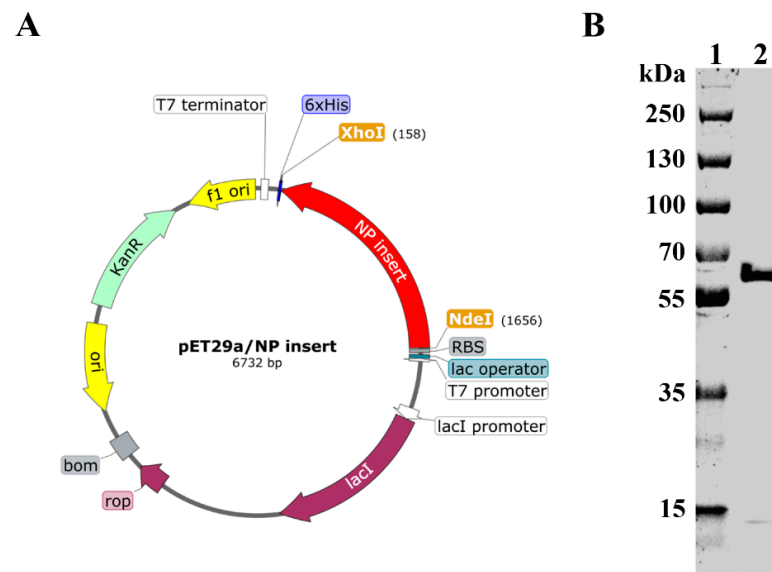 A
T7 terminator
6xHis
XhoI (158)
f1 ori
KanR
NP insert
ori
NdeI (1656)
pET29a/NP insert
6732 bp
RBS
lac operator
T7 promoter
lacI promoter
bom
rop
lacI
B
1 2
kDa
250
130
100
70
55
35
15